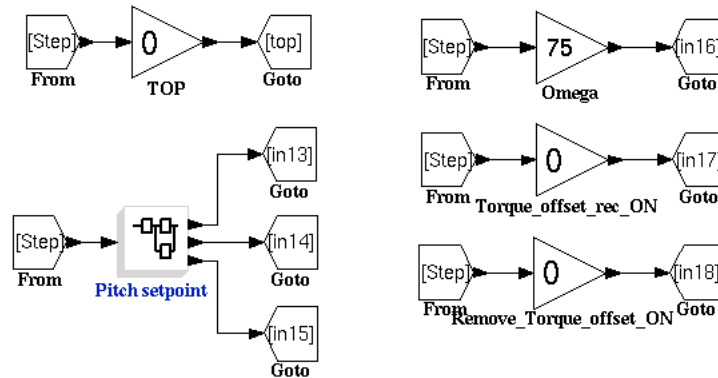 [Step]
0
[top]
From
TOP
Goto
[in13]
Goto
[Step]
From
Pitch setpoint
[in14]
Goto
[in15]
Goto
[Step]
75
[in16]
From
Omega
Goto
[Step]
0
[in17]
From
Torque_offset_rec_ON
Goto
[Step]
0
[in18]
From
Remove_Torque_offset_ON
Goto